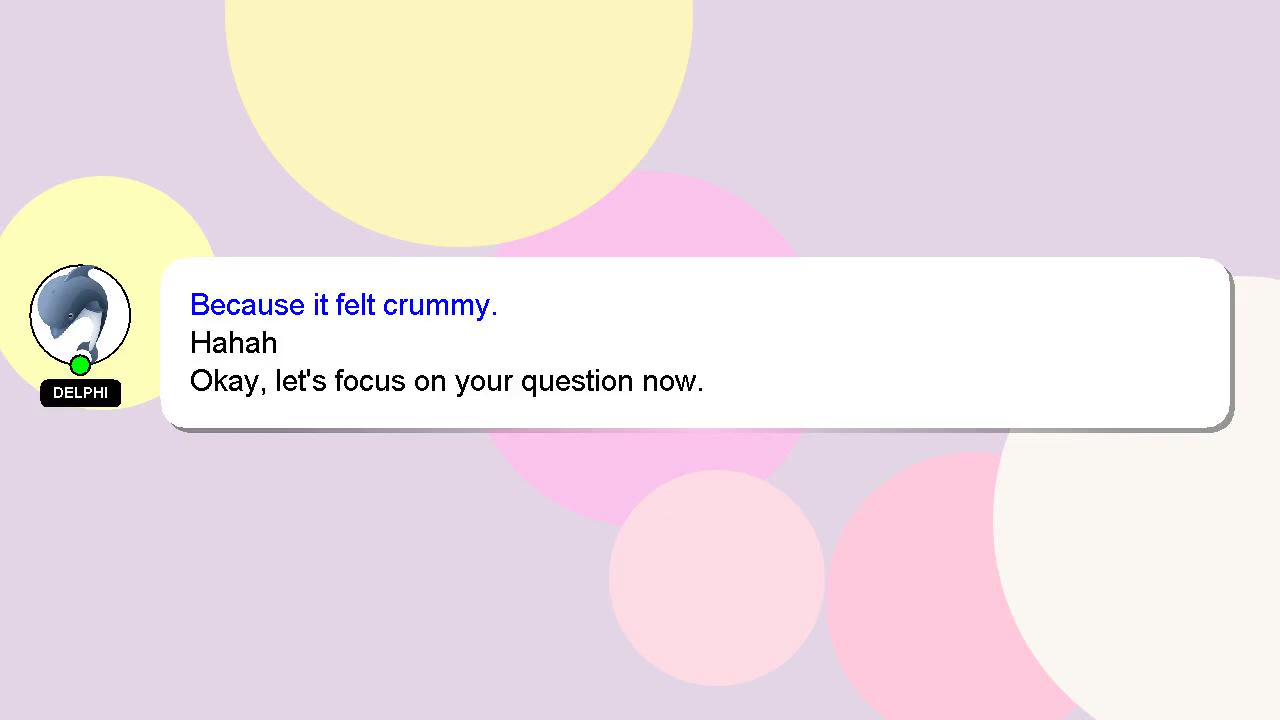 Because it felt crummy.
Hahah
Okay, let's focus on your question now.
DELPHI